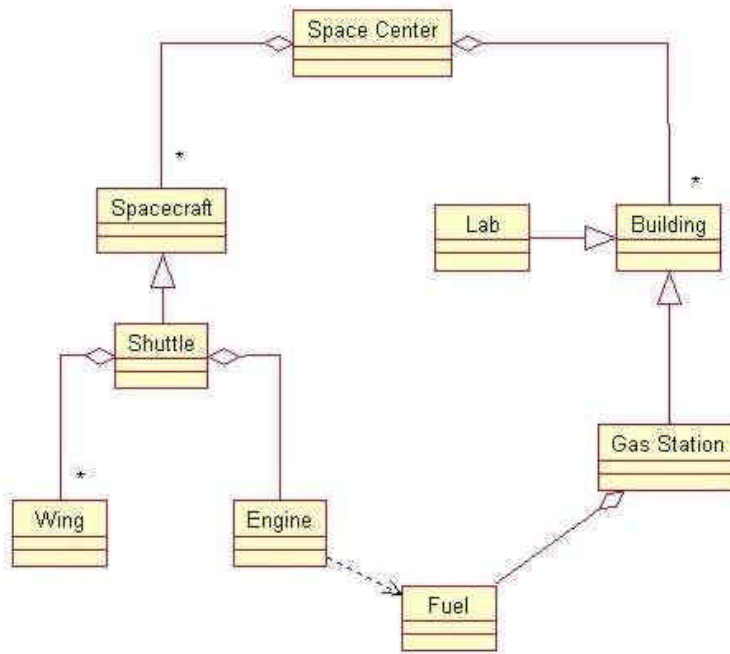 Space Center
*
*
Spacecraft
Lab
Building
Shuttle
Gas Station
*
Wing
Engine
Fuel